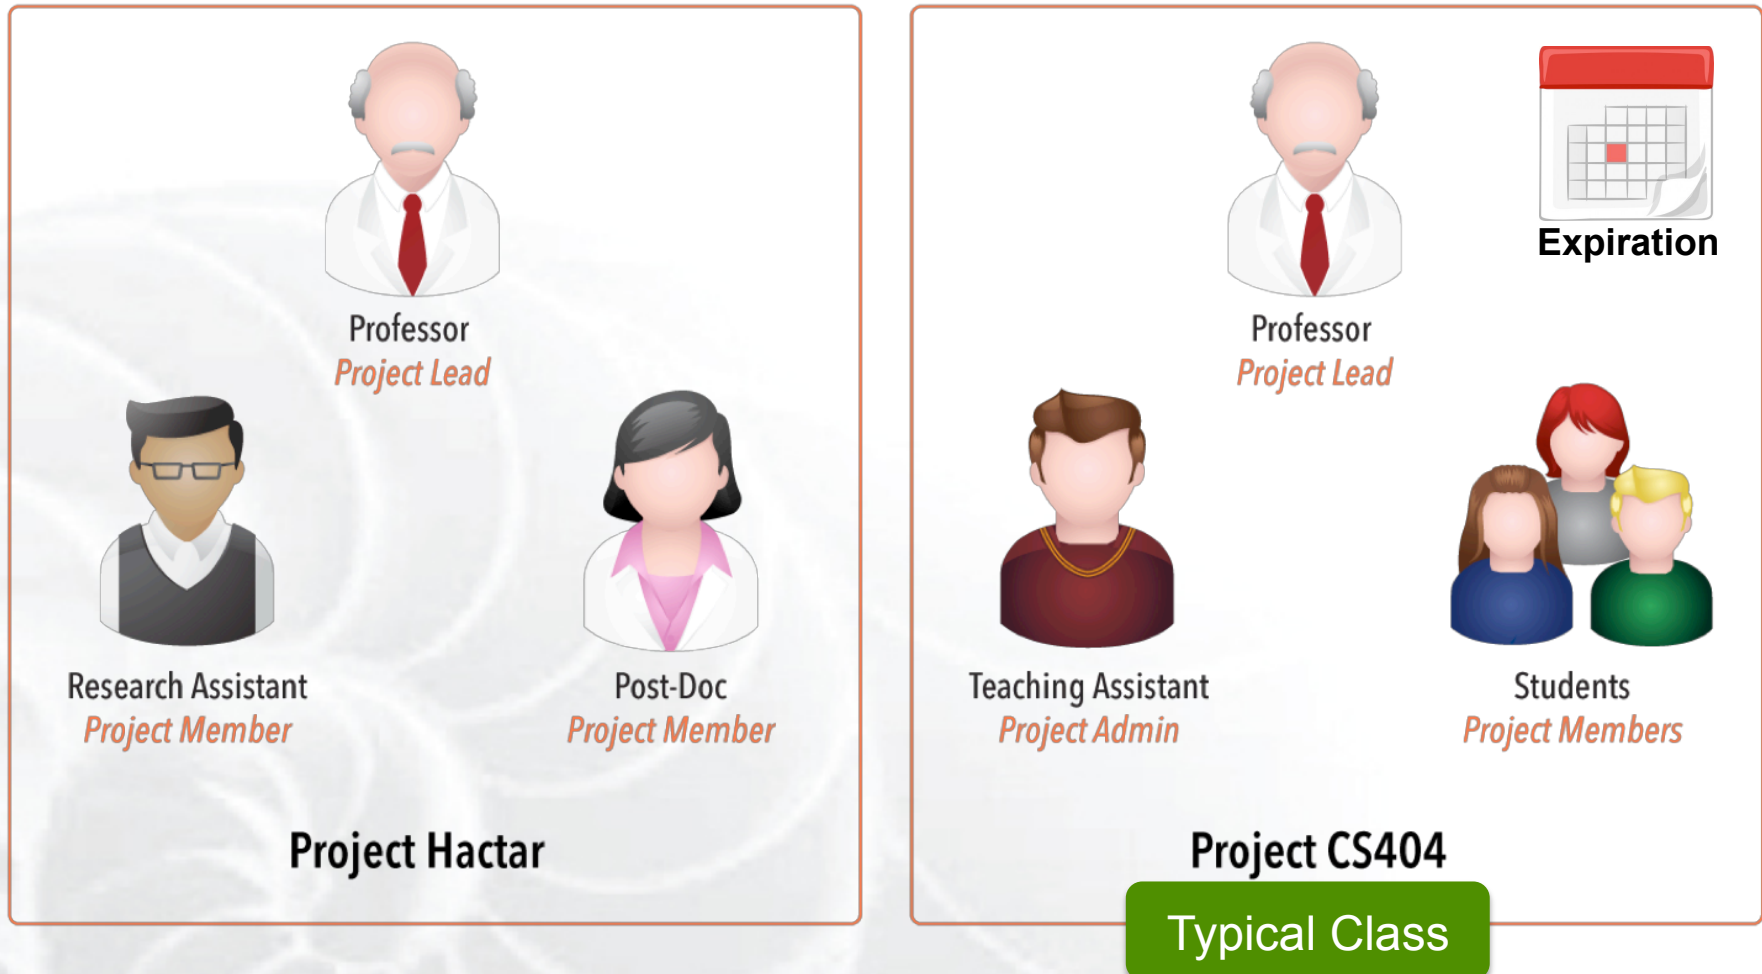 Professor
Project Lead
Research Assistant
Project Member
Post-Doc
Project Member
Project Hactar
Expiration
Professor
Project Lead
Teaching Assistant
Project Admin
Students
Project Members
Project CS404
Typical Class